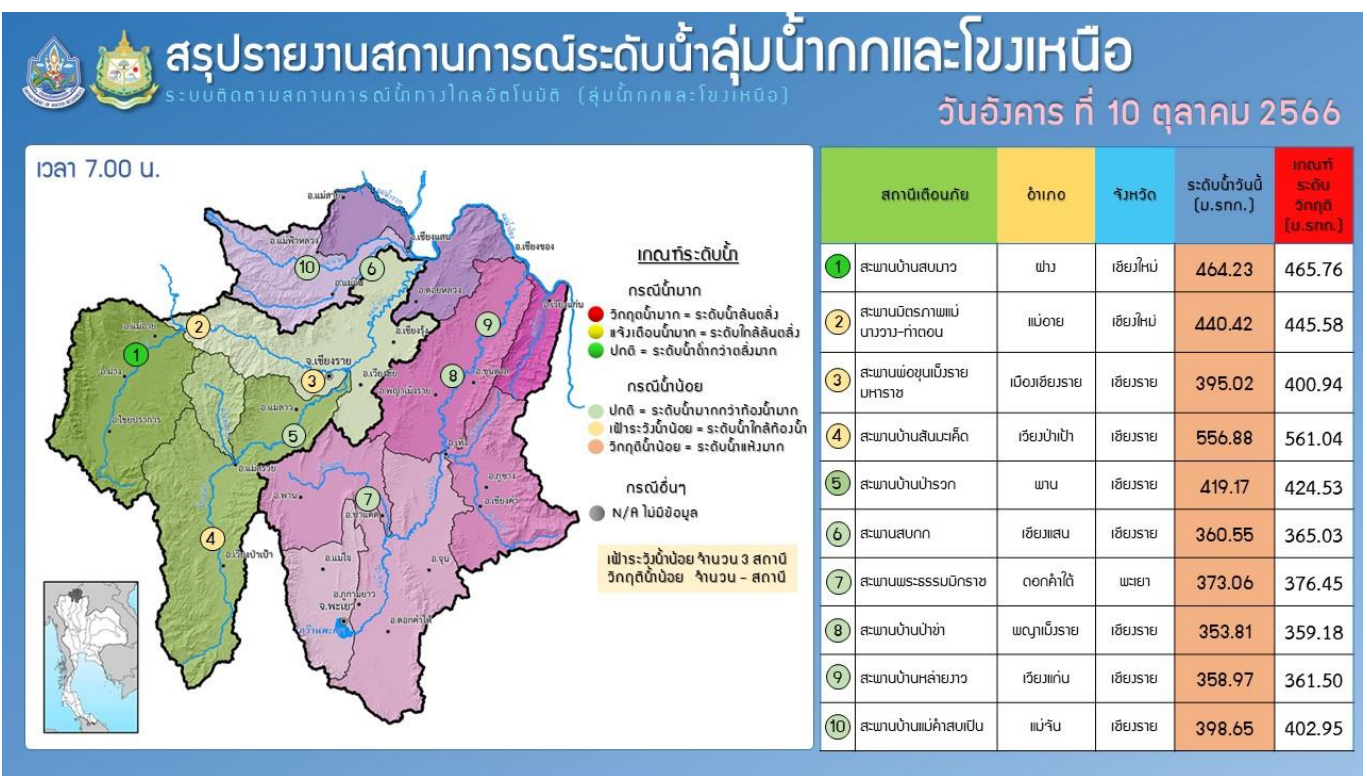 สรุปรายงานสถานการณ์ระดับน้ำลุ่มน้ำกกและโขงเหนือ
ระบบติดตามสถานการณ์น้ำทางไกลอัตโนมัติ (ลุ่มน้ำกกและโขงเหนือ)
วันอังคาร ที่ 10 ตุลาคม 2566
เวลา 7.00 น.
อ.แม่สาย
อ.เชียงแสน
อ.แม่ฟ้าหลวง
อ.เชียงของ
10
6
อ.ดอยหลวง
อ.เวียงแก่น
อ.แม่อาย
2
อ.เชียงรุ้ง
9
1
จ.เชียงราย
อ.ฝาง
3
อ.พญาเม็งราย
8
อ.ขุนตาล
อ.แม่ลาว
อ.ไชยปราการ
5
อ.เทิง
อ.แม่สรวย
อ.ภูซาง
อ.เชียงคำ
อ.พาน
7
อ.ป่าแดด
4
อ.เวียงป่าเป้า
อ.แม่ใจ
อ.จุน
อ.ภูกามยาว
จ.พะเยา
อ.ดอกคำใต้
เกณฑ์ระดับน้ำ
กรณีน้ำมาก
วิกฤตน้ำมาก = ระดับน้ำล้นตลิ่ง
แจ้งเตือนน้ำมาก = ระดับใกล้ล้นตลิ่ง
ปกติ = ระดับน้ำต่ำกว่าตลิ่งมาก
กรณีน้ำน้อย
ปกติ = ระดับน้ำมากกว่าท้องน้ำมาก
เฝ้าระวังน้ำน้อย = ระดับน้ำใกล้ท้องน้ำ
วิกฤติน้ำน้อย = ระดับน้ำแห้งมาก
กรณีอื่นๆ
N/A ไม่มีข้อมูล
เฝ้าระวังน้ำน้อย จำนวน 3 สถานี
วิกฤติน้ำน้อย จำนวน - สถานี
สถานีเตือนภัย อำเภอ จังหวัด ระดับน้ำวันนี้ (ม.รทก.) เกณฑ์ระดับวิกฤติ (ม.รทก.)
1 สะพานบ้านสบมาว ฝาง เชียงใหม่ 464.23 465.76
2 สะพานมิตรภาพแม่นางวาง-ท่าตอน แม่อาย เชียงใหม่ 440.42 445.58
3 สะพานพ่อขุนเม็งรายมหาราช เมืองเชียงราย เชียงราย 395.02 400.94
4 สะพานบ้านสันมะเค็ด เวียงป่าเป้า เชียงราย 556.88 561.04
5 สะพานบ้านป่ารวก พาน เชียงราย 419.17 424.53
6 สะพานสบกก เชียงแสน เชียงราย 360.55 365.03
7 สะพานพระธรรมมิกราช ดอกคำใต้ พะเยา 373.06 376.45
8 สะพานบ้านป่าข่า พญาเม็งราย เชียงราย 353.81 359.18
9 สะพานบ้านหล่ายงาว เวียงแก่น เชียงราย 358.97 361.50
10 สะพานบ้านแม่คำสบเปิน แม่จัน เชียงราย 398.65 402.95